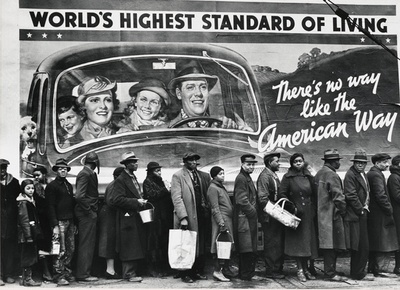 WORLD'S HIGHEST STANDARD OF LIVING
There's no way
like the
American Way